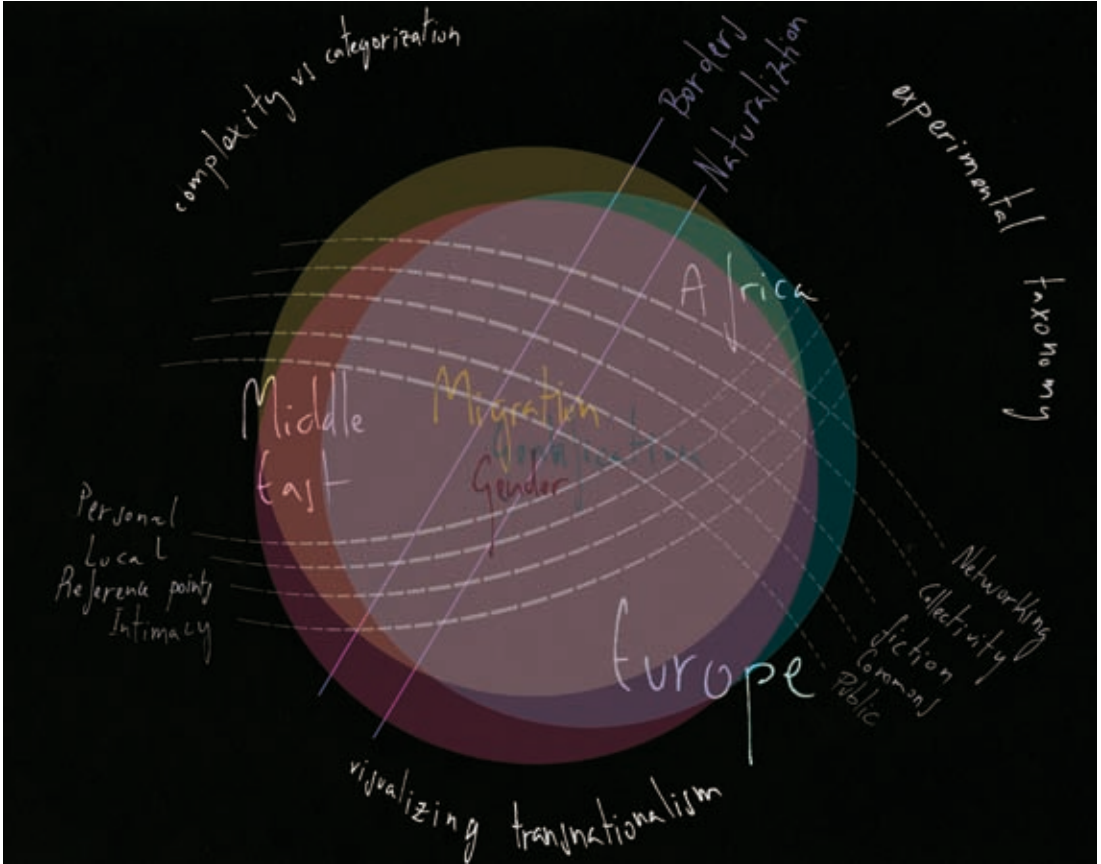 complexity vs categorization
Borders
Naturalization
experimental
taxonomy
Africa
Middle
East
Migration
Gender
Personal
Local
Reference points
Intimacy
Networking
Collectivity
fiction
Commons
Public
Europe
visualizing transnationalism